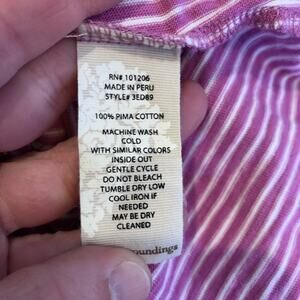 RN# 101206
MADE IN PERU
STYLE# 3ED89
100% PIMA COTTON
MACHINE WASH
COLD
WITH SIMILAR COLORS
INSIDE OUT
GENTLE CYCLE
DO NOT BLEACH
TUMBLE DRY LOW
COOL IRON IF
NEEDED
MAY BE DRY
CLEANED
oundings